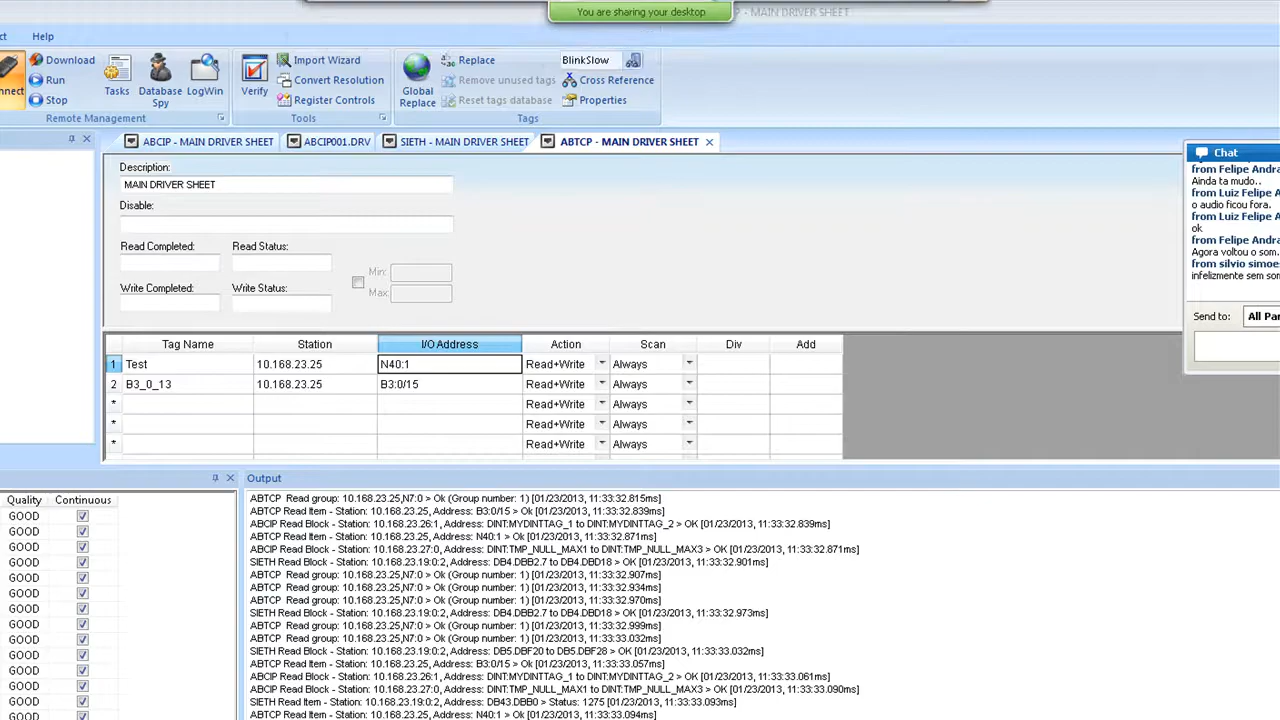 You are sharing your desktop
- MAIN DRIVER SHEET
ct Help
nnect
Download
Run
Stop
Tasks
Database Spy
LogWin
Remote Management
Verify
Import Wizard
Convert Resolution
Register Controls
Tools
Global Replace
Replace
Remove unused tags
Reset tags database
BlinkSlow
Cross Reference
Properties
Tags
ABCIP - MAIN DRIVER SHEET ABCIP001.DRV SIETH - MAIN DRIVER SHEET ABTCP - MAIN DRIVER SHEET
Description:
MAIN DRIVER SHEET
Disable:
Read Completed: Read Status:
Min:
Write Completed: Write Status:
Max:
Tag Name Station I/O Address Action Scan Div Add
1 Test 10.168.23.25 N40:1 Read+Write Always
2 B3_0_13 10.168.23.25 B3:0/15 Read+Write Always
* Read+Write Always
* Read+Write Always
* Read+Write Always
Chat
from Felipe Andra
Ainda ta mudo..
from Luiz Felipe A
o audio ficou fora.
from Luiz Felipe A
ok
from Felipe Andra
Agora voltou o som.
from silvio simoes
infelizmente sem som
Send to: All Par
Quality Continuous
GOOD
GOOD
GOOD
GOOD
GOOD
GOOD
GOOD
GOOD
GOOD
GOOD
GOOD
GOOD
GOOD
GOOD
Output
ABTCP Read group: 10.168.23.25,N7:0 > Ok (Group number: 1) [01/23/2013, 11:33:32.815ms]
ABTCP Read Item - Station: 10.168.23.25, Address: B3:0/15 > Ok [01/23/2013, 11:33:32.839ms]
ABCIP Read Block - Station: 10.168.23.26:1, Address: DINT:MYDINTTAG_1 to DINT:MYDINTTAG_2 > OK [01/23/2013, 11:33:32.839ms]
ABTCP Read Item - Station: 10.168.23.25, Address: N40:1 > Ok [01/23/2013, 11:33:32.871ms]
ABCIP Read Block - Station: 10.168.23.27:0, Address: DINT:TMP_NULL_MAX1 to DINT:TMP_NULL_MAX3 > OK [01/23/2013, 11:33:32.871ms]
SIETH Read Block - Station: 10.168.23.19:0:2, Address: DB4.DBB2.7 to DB4.DBD18 > OK [01/23/2013, 11:33:32.901ms]
ABTCP Read group: 10.168.23.25,N7:0 > Ok (Group number: 1) [01/23/2013, 11:33:32.907ms]
ABTCP Read group: 10.168.23.25,N7:0 > Ok (Group number: 1) [01/23/2013, 11:33:32.934ms]
ABTCP Read group: 10.168.23.25,N7:0 > Ok (Group number: 1) [01/23/2013, 11:33:32.970ms]
SIETH Read Block - Station: 10.168.23.19:0:2, Address: DB4.DBB2.7 to DB4.DBD18 > OK [01/23/2013, 11:33:32.973ms]
ABTCP Read group: 10.168.23.25,N7:0 > Ok (Group number: 1) [01/23/2013, 11:33:32.999ms]
ABTCP Read group: 10.168.23.25,N7:0 > Ok (Group number: 1) [01/23/2013, 11:33:33.032ms]
SIETH Read Block - Station: 10.168.23.19:0:2, Address: DB5.DBF20 to DB5.DBF28 > OK [01/23/2013, 11:33:33.032ms]
ABTCP Read Item - Station: 10.168.23.25, Address: B3:0/15 > Ok [01/23/2013, 11:33:33.057ms]
ABCIP Read Block - Station: 10.168.23.26:1, Address: DINT:MYDINTTAG_1 to DINT:MYDINTTAG_2 > OK [01/23/2013, 11:33:33.061ms]
ABCIP Read Block - Station: 10.168.23.27:0, Address: DINT:TMP_NULL_MAX1 to DINT:TMP_NULL_MAX3 > OK [01/23/2013, 11:33:33.090ms]
SIETH Read Item - Station: 10.168.23.19:0:2, Address: DB43.DBB0 > Status: 1275 [01/23/2013, 11:33:33.093ms]
ABTCP Read Item - Station: 10.168.23.25, Address: N40:1 > Ok [01/23/2013, 11:33:33.094ms]